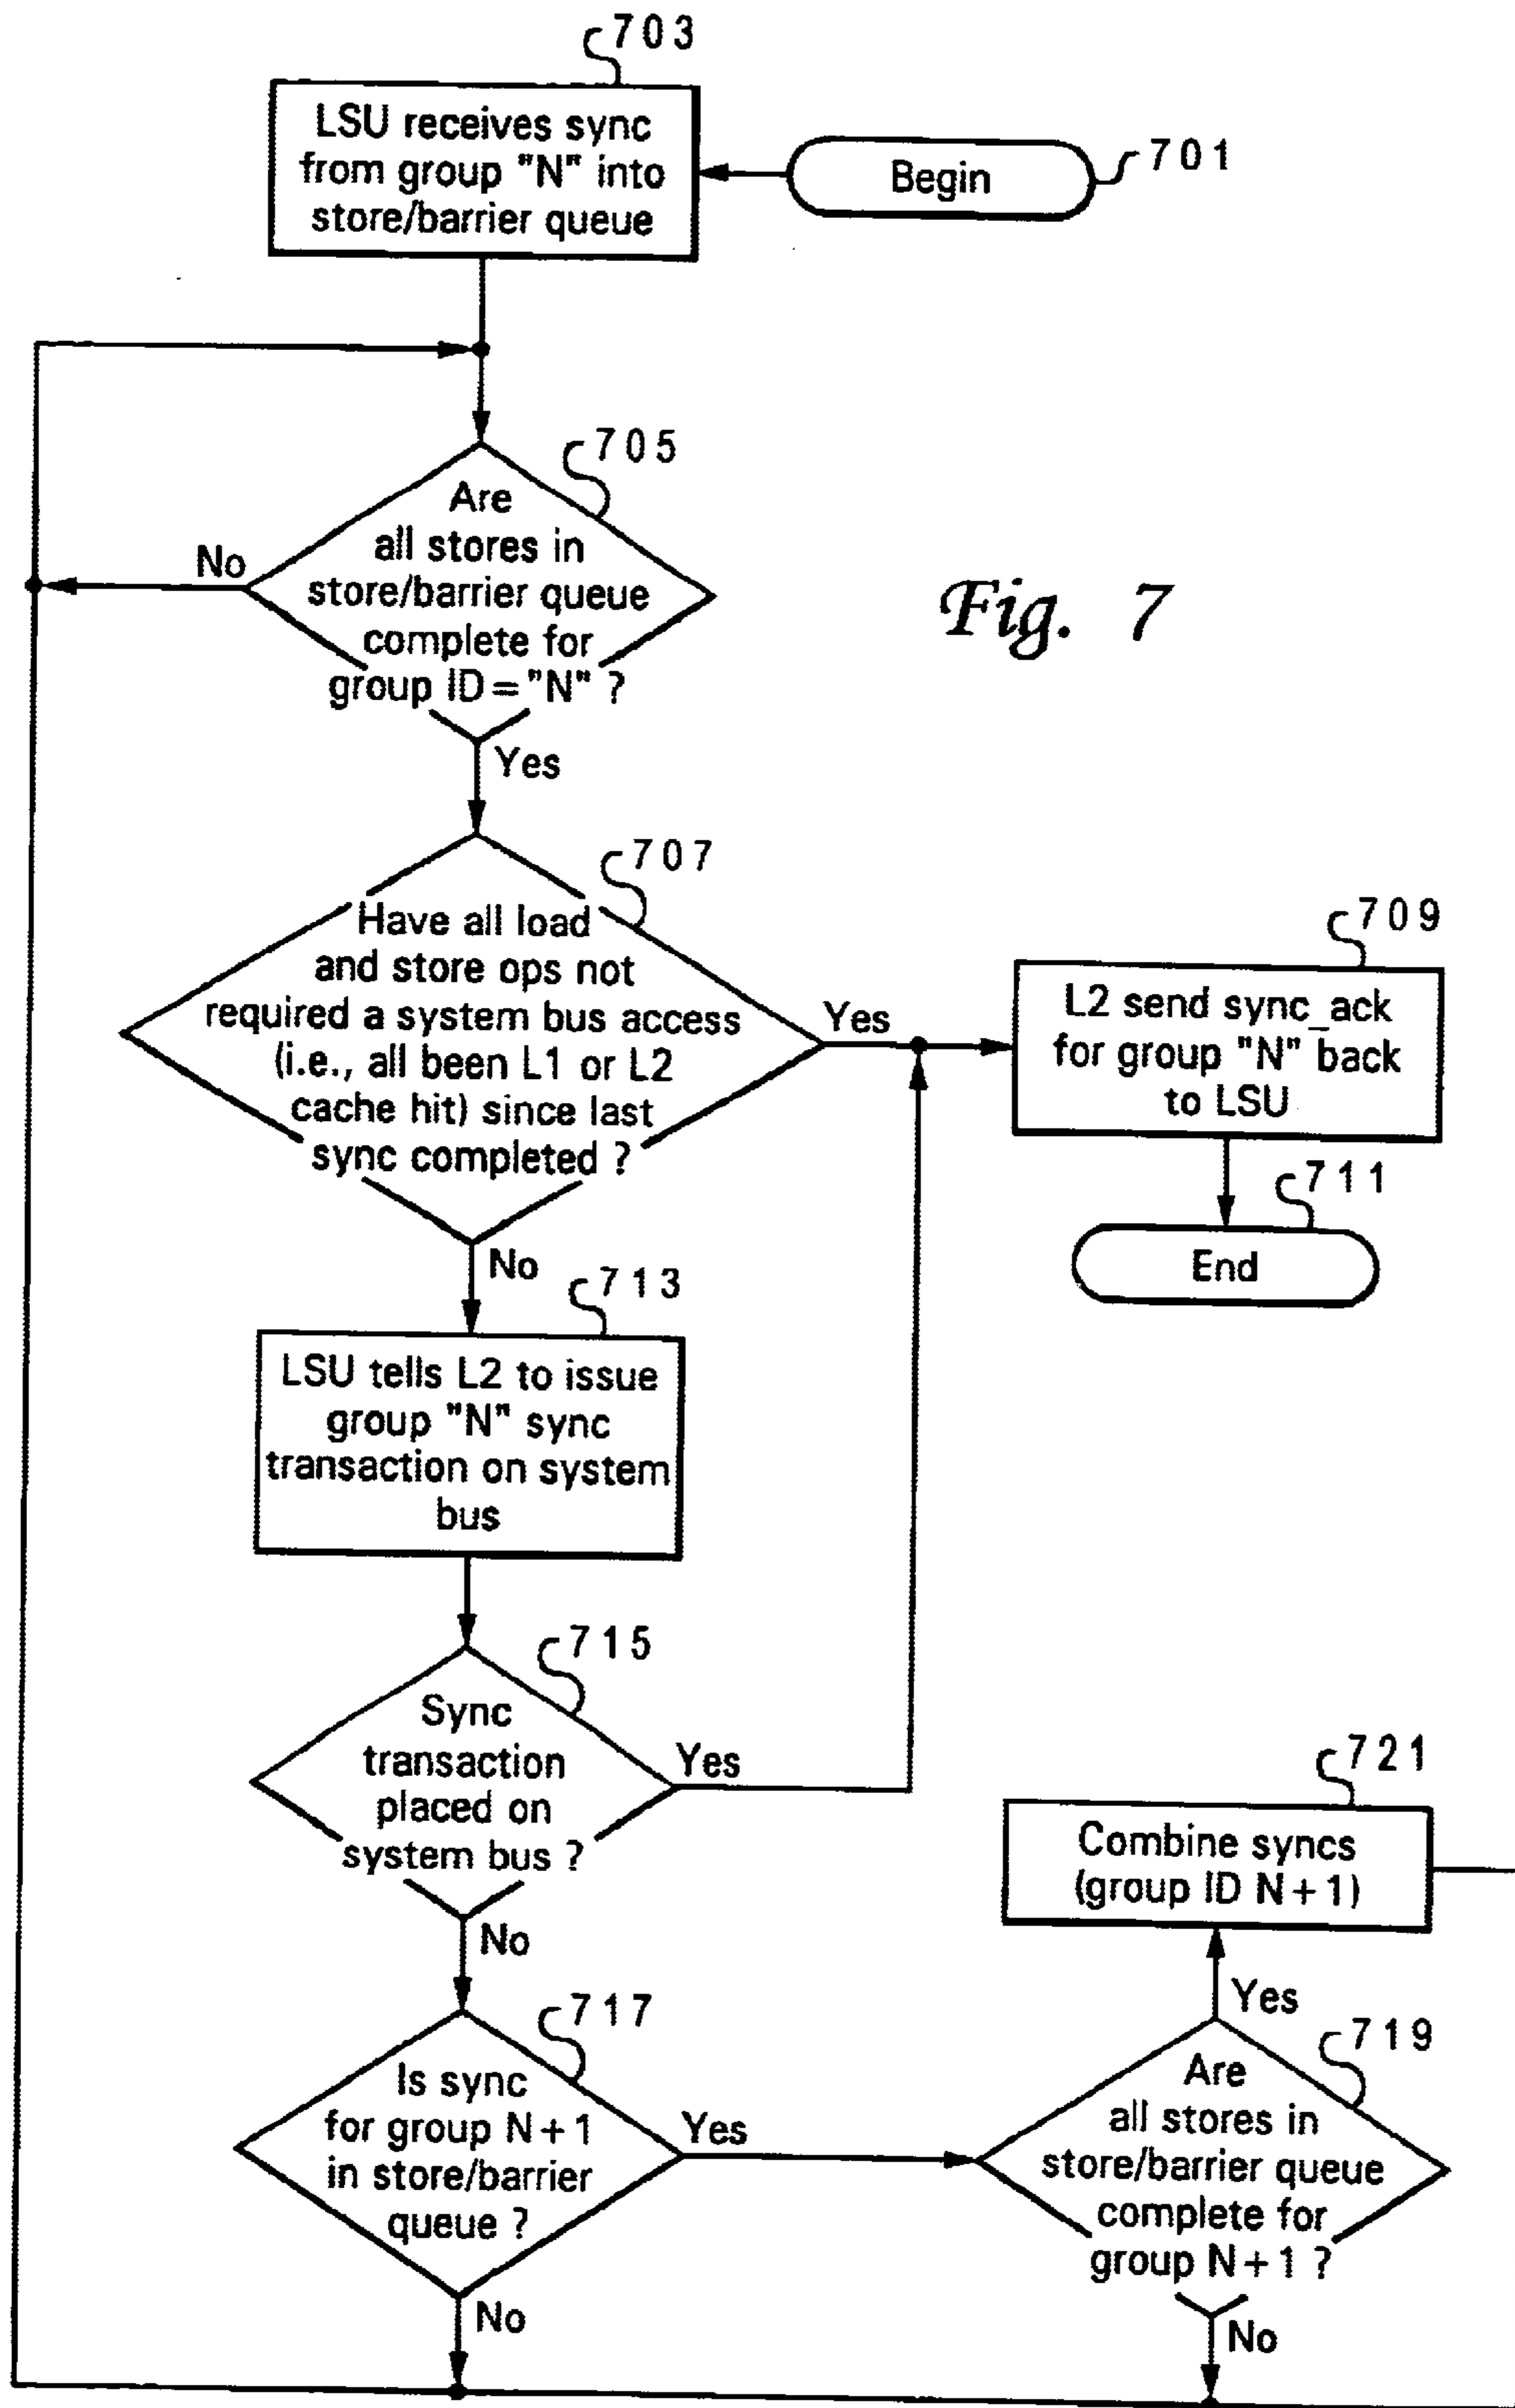 703
LSU receives sync
from group "N" into
store/barrier queue
Begin
701
705
Are
all stores in
store/barrier queue
complete for
group ID = "N" ?
No
Yes
Fig. 7
707
Have all load
and store ops not
required a system bus access
(i.e., all been L1 or L2
cache hit) since last
sync completed ?
Yes
No
709
L2 send sync_ack
for group "N" back
to LSU
711
End
713
LSU tells L2 to issue
group "N" sync
transaction on system
bus
715
Sync
transaction
placed on
system bus ?
Yes
No
721
Combine syncs
(group ID N + 1)
Yes
717
Is sync
for group N + 1
in store/barrier
queue ?
Yes
No
719
Are
all stores in
store/barrier queue
complete for
group N + 1 ?
No